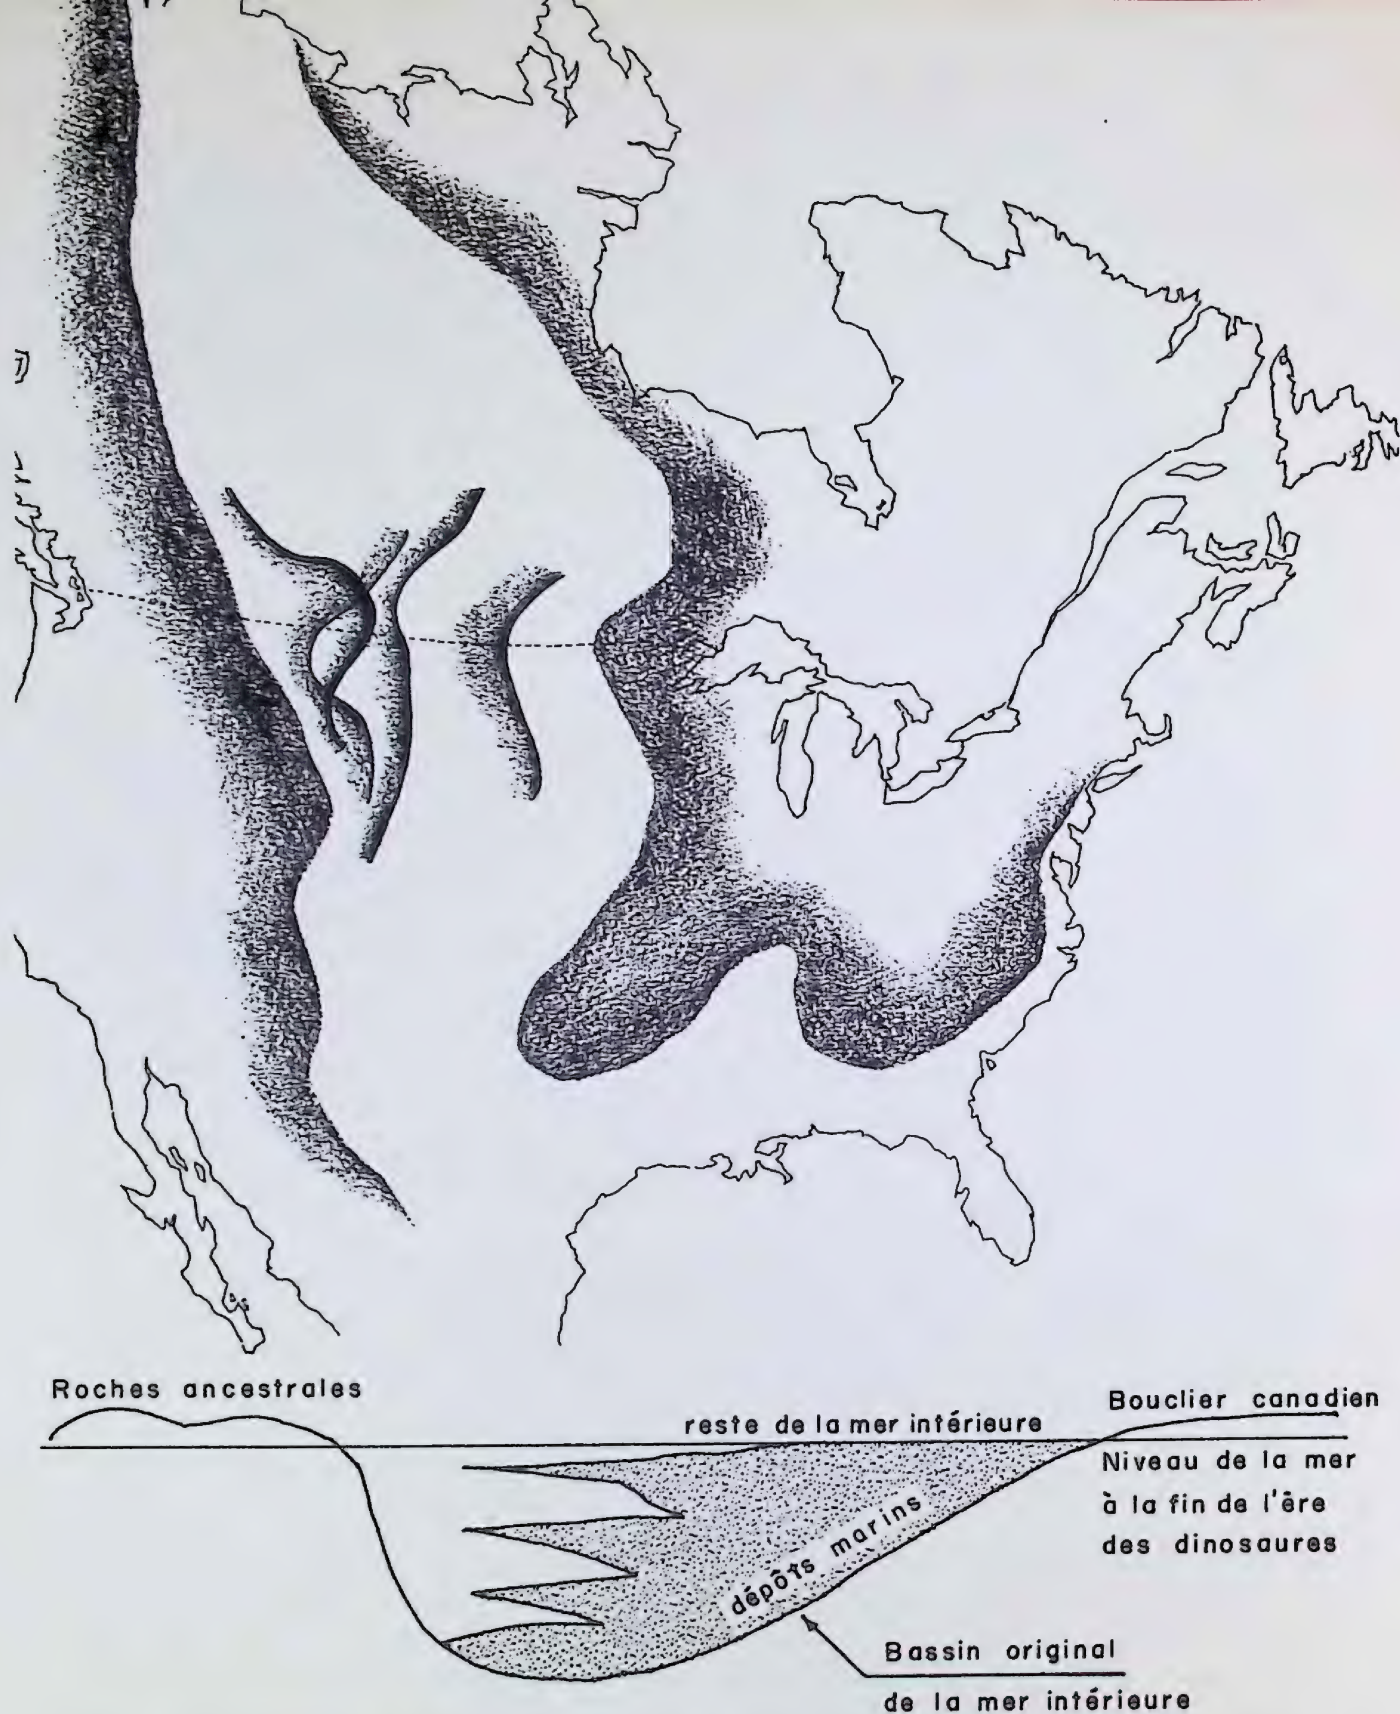 Roches ancestrales
Bouclier canadien
reste de la mer intérieure
Niveau de la mer
à la fin de l'ère
des dinosaures
dépôts marins
Bassin original
de la mer intérieure